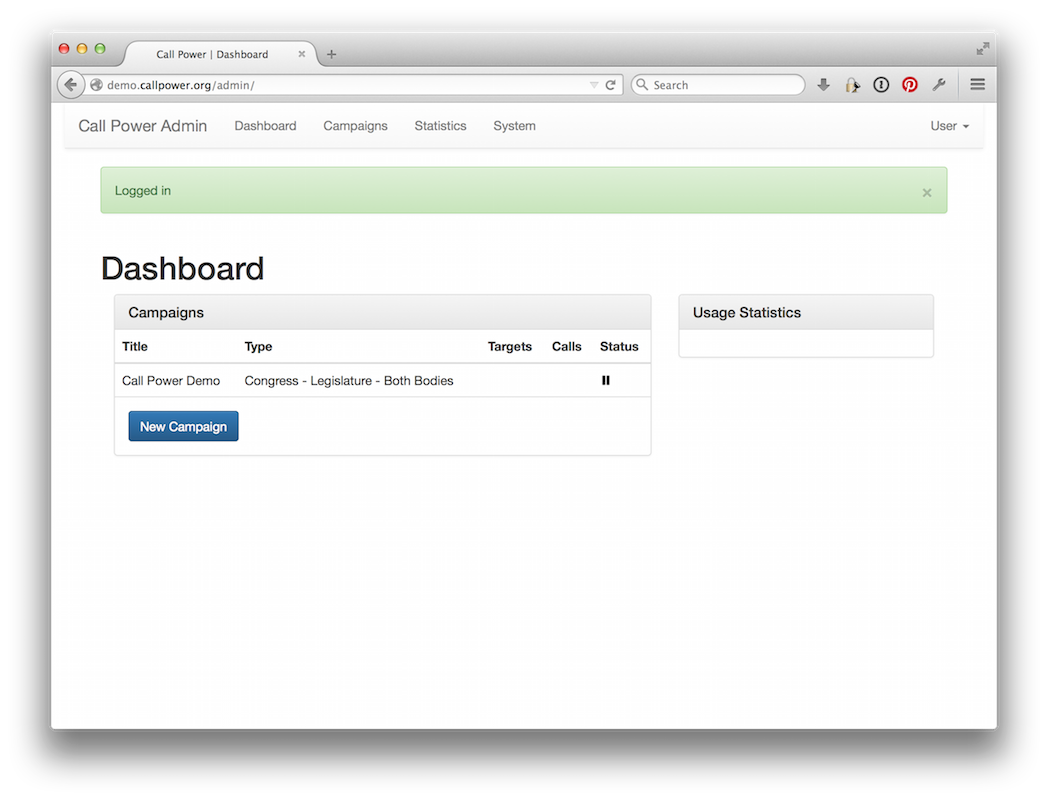 Call Power | Dashboard
demo.callpower.org/admin/
Search
Call Power Admin Dashboard Campaigns Statistics System User
Logged in
Dashboard
Campaigns
Title Type Targets Calls Status
Call Power Demo Congress - Legislature - Both Bodies
New Campaign
Usage Statistics